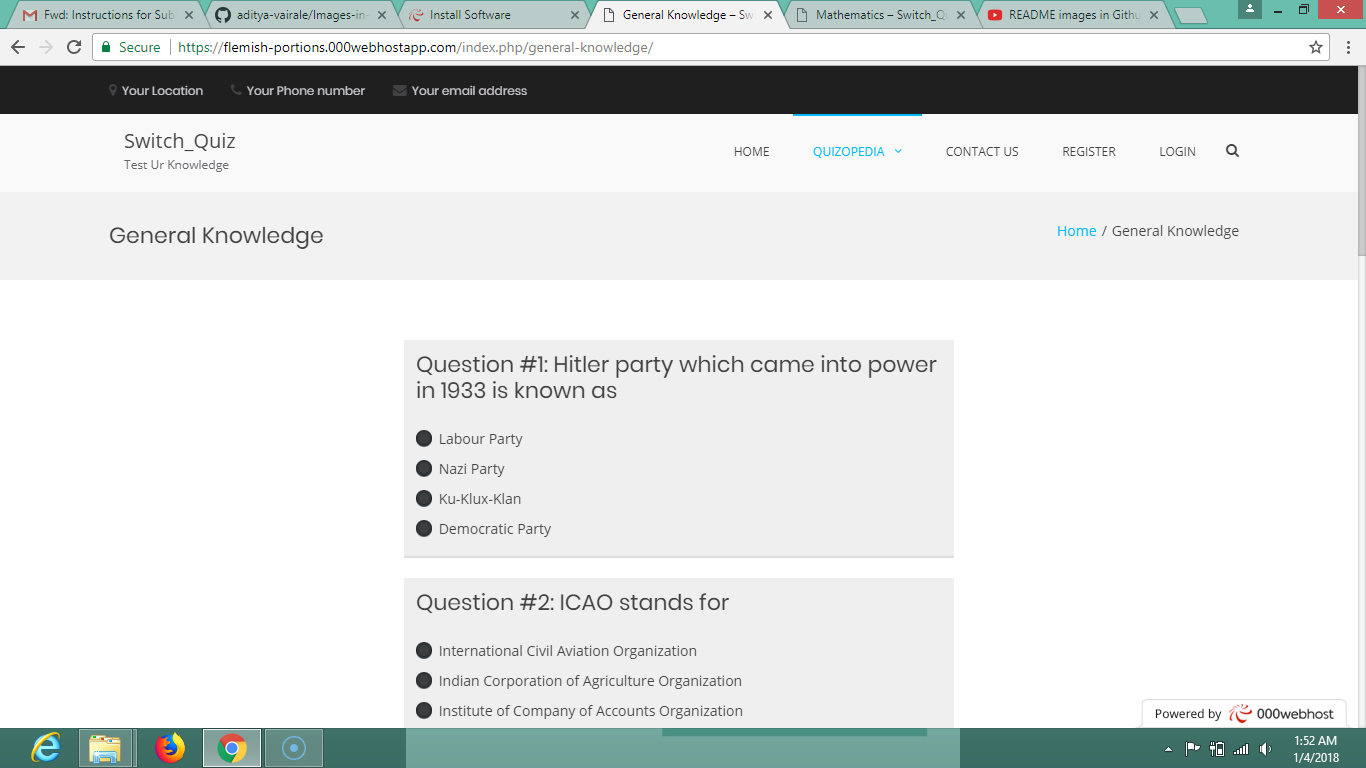 Fwd: Instructions for Sub
aditya-vairale/Images-in-
Install Software
General Knowledge – Sw
Mathematics – Switch_Qu
README images in Githu
Secure
https://flemish-portions.000webhostapp.com/index.php/general-knowledge/
Your Location
Your Phone number
Your email address
Switch_Quiz
Test Ur Knowledge
HOME
QUIZOPEDIA
CONTACT US
REGISTER
LOGIN
General Knowledge
Home / General Knowledge
Question #1: Hitler party which came into power
in 1933 is known as
Labour Party
Nazi Party
Ku-Klux-Klan
Democratic Party
Question #2: ICAO stands for
International Civil Aviation Organization
Indian Corporation of Agriculture Organization
Institute of Company of Accounts Organization
Powered by 000webhost
1:52 AM
1/4/2018